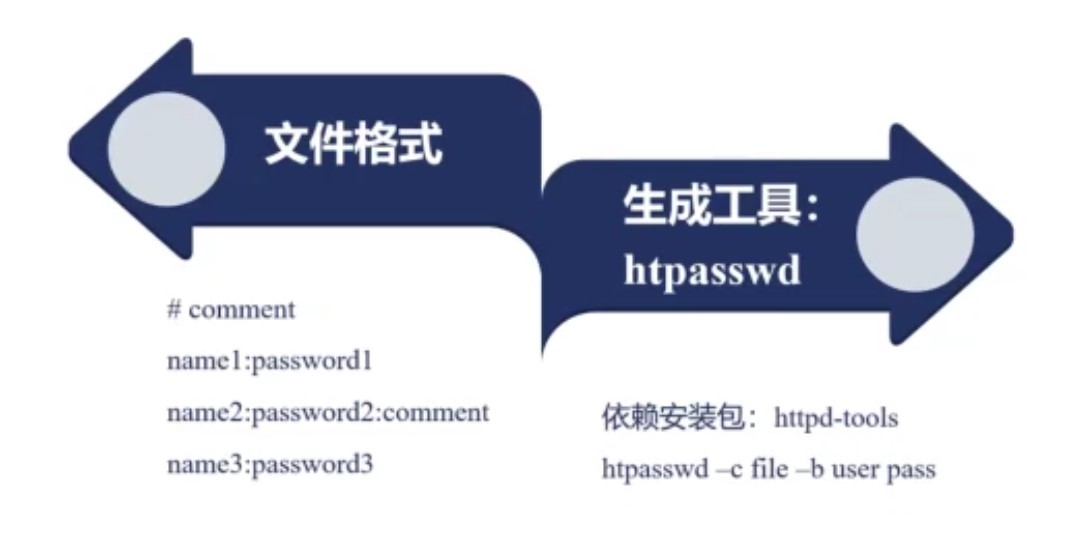 文件格式
# comment
name1:password1
name2:password2:comment
name3:password3
生成工具：
htpasswd
依赖安装包：httpd-tools
htpasswd –c file –b user pass